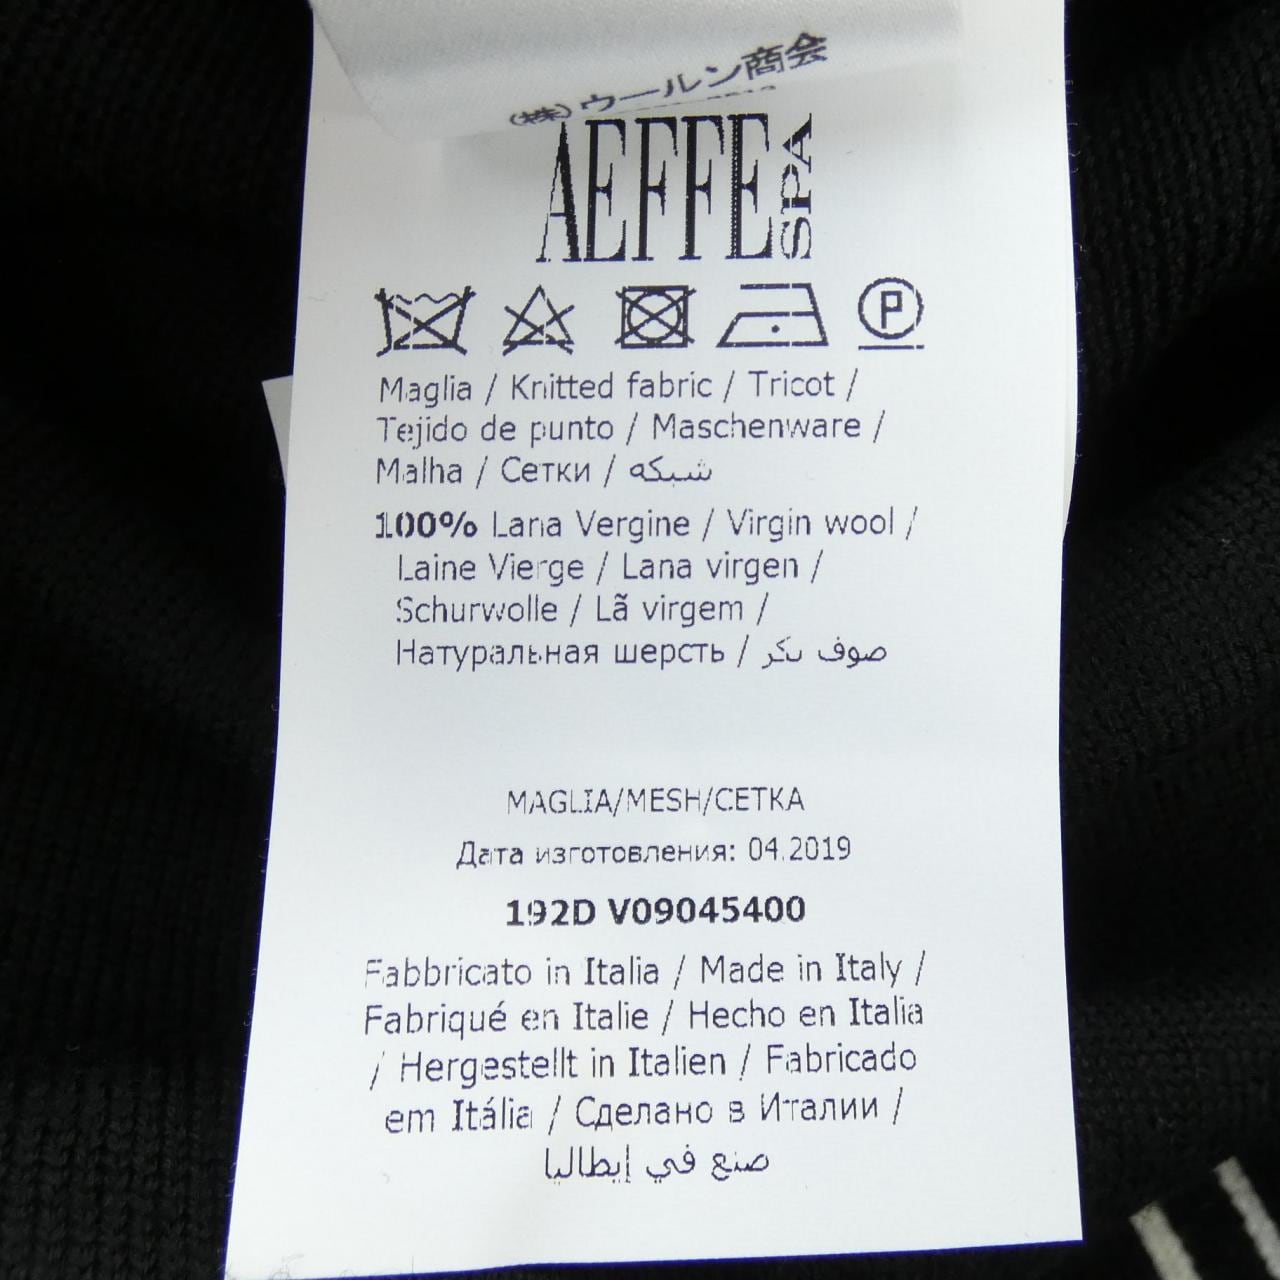 (株)ウールン商会
AEFFE SPA
P
Maglia / Knitted fabric / Tricot /
Tejido de punto / Maschenware /
Malha / Сетки / شبكه
100% Lana Vergine / Virgin wool /
Laine Vierge / Lana virgen /
Schurwolle / Lã virgem /
Натуральная шерсть / صوف بكر
MAGLIA/MESH/СЕТКА
Дата изготовления: 04.2019
192D V09045400
Fabbricato in Italia / Made in Italy /
Fabriqué en Italie / Hecho en Italia
/ Hergestellt in Italien / Fabricado
em Itália / Сделано в Италии /
صنع في إيطاليا